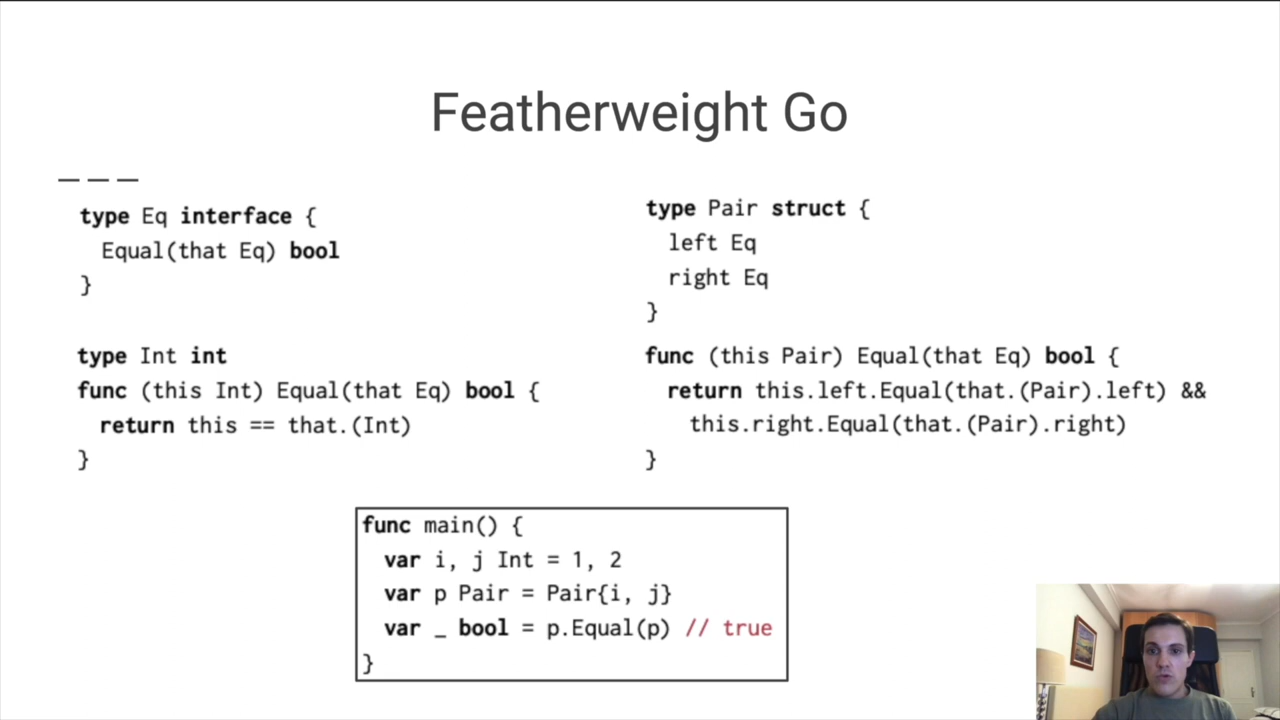 Featherweight Go
type Eq interface {
  Equal(that Eq) bool
}
type Int int
func (this Int) Equal(that Eq) bool {
  return this == that.(Int)
}
type Pair struct {
  left Eq
  right Eq
}
func (this Pair) Equal(that Eq) bool {
  return this.left.Equal(that.(Pair).left) &&
    this.right.Equal(that.(Pair).right)
}
func main() {
  var i, j Int = 1, 2
  var p Pair = Pair{i, j}
  var _ bool = p.Equal(p) // true
}